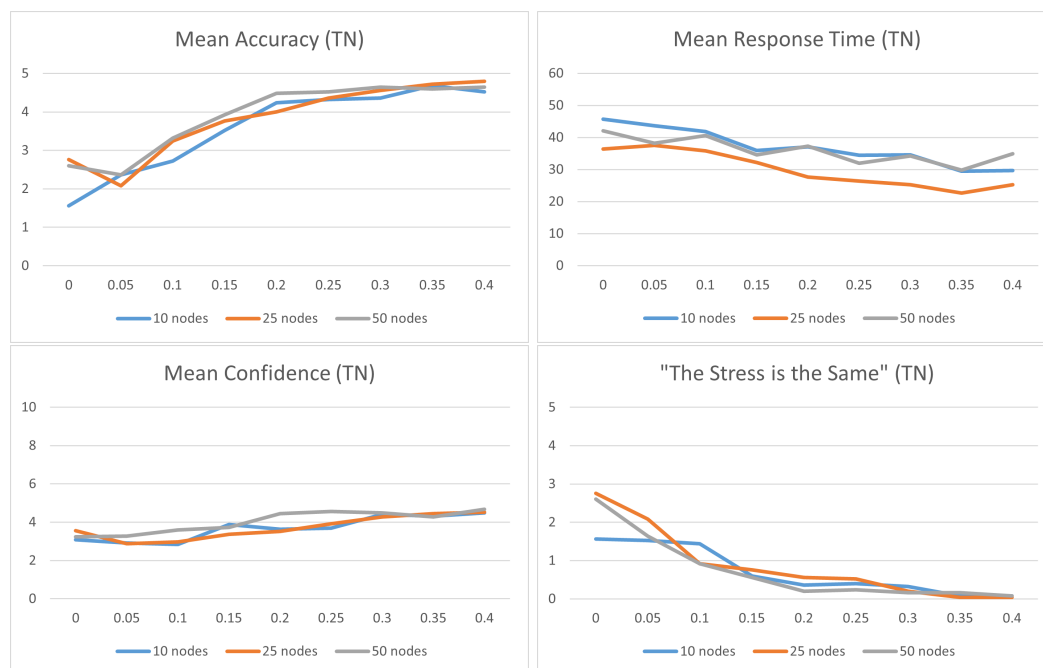 Mean Accuracy (TN)
5
4
3
2
1
0
0 0.05 0.1 0.15 0.2 0.25 0.3 0.35 0.4
10 nodes 25 nodes 50 nodes
Mean Response Time (TN)
60
50
40
30
20
10
0
0 0.05 0.1 0.15 0.2 0.25 0.3 0.35 0.4
10 nodes 25 nodes 50 nodes
Mean Confidence (TN)
10
8
6
4
2
0
0 0.05 0.1 0.15 0.2 0.25 0.3 0.35 0.4
10 nodes 25 nodes 50 nodes
"The Stress is the Same" (TN)
5
4
3
2
1
0
0 0.05 0.1 0.15 0.2 0.25 0.3 0.35 0.4
10 nodes 25 nodes 50 nodes